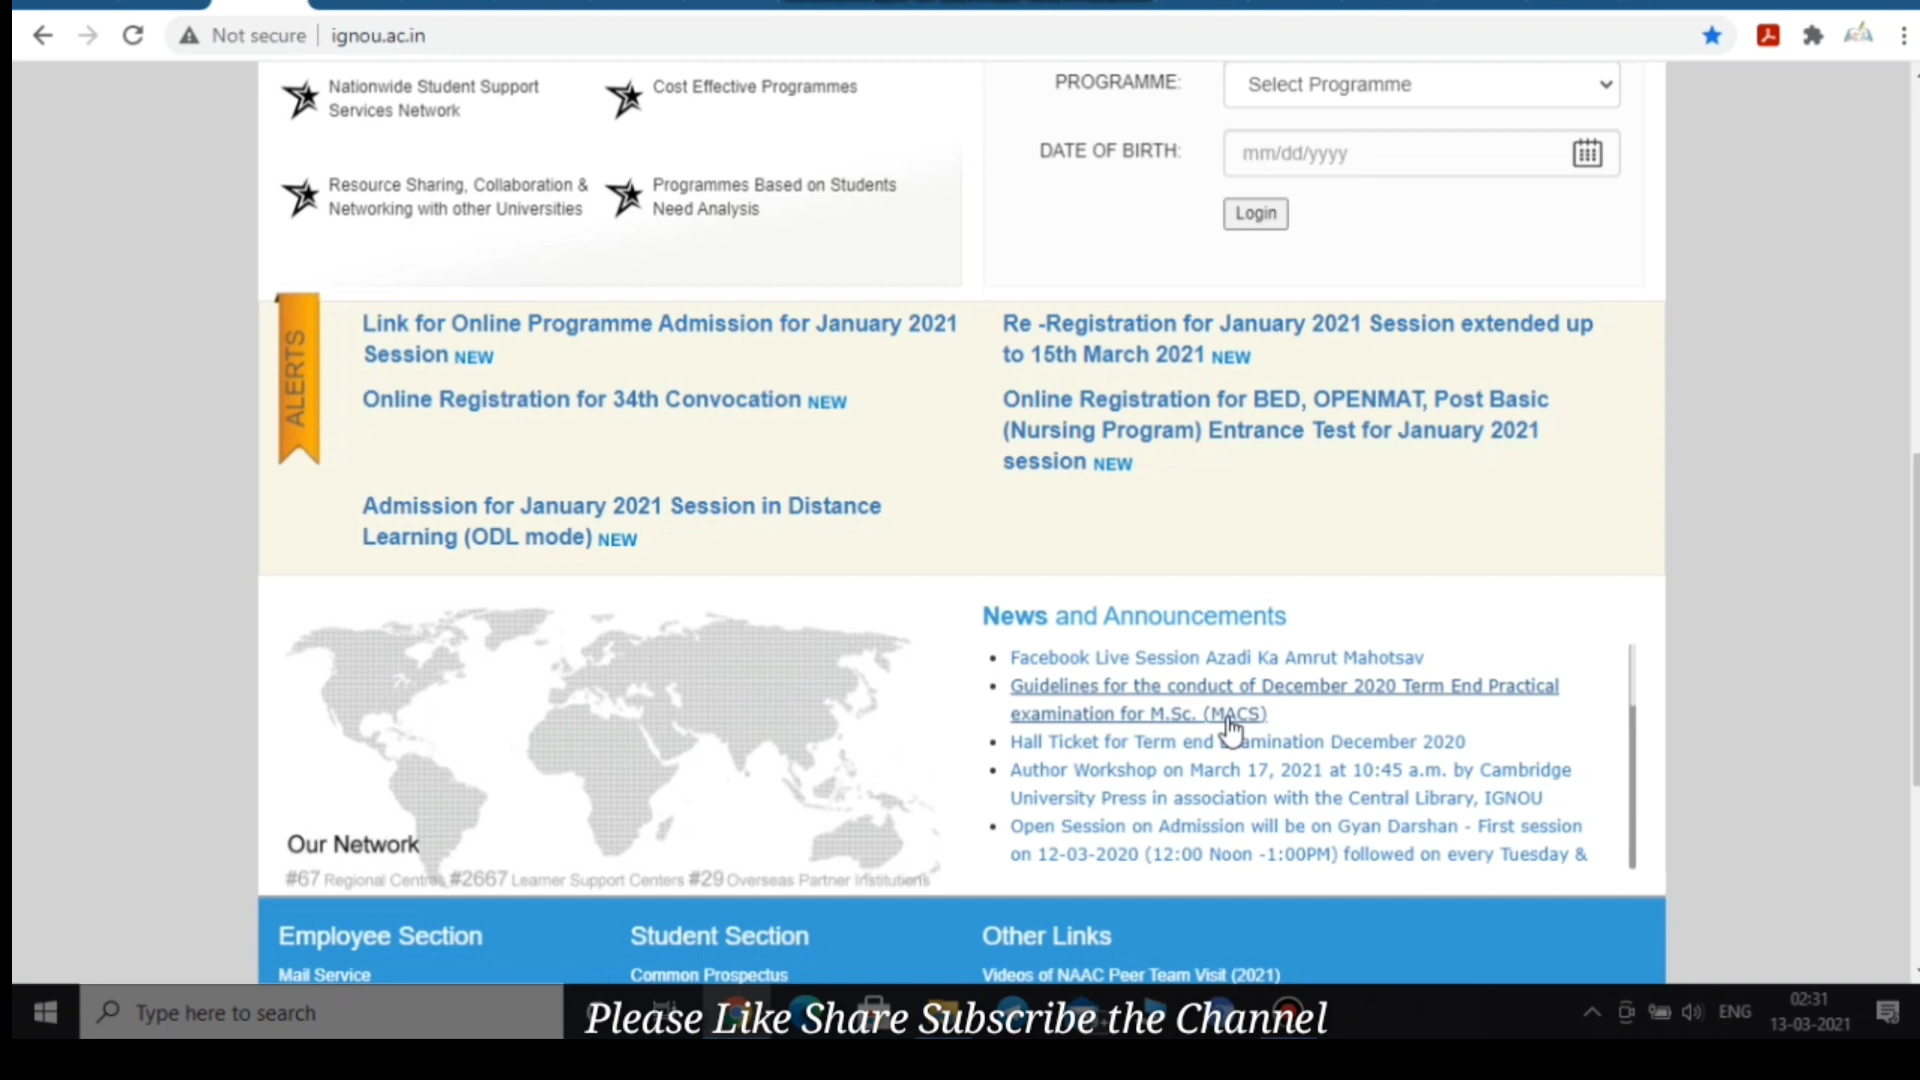 Not secure
ignou.ac.in
Nationwide Student Support
Services Network
Cost Effective Programmes
Resource Sharing, Collaboration &
Networking with other Universities
Programmes Based on Students
Need Analysis
PROGRAMME:
Select Programme
DATE OF BIRTH:
mm/dd/yyyy
Login
ALERTS
Link for Online Programme Admission for January 2021
Session NEW
Re -Registration for January 2021 Session extended up
to 15th March 2021 NEW
Online Registration for 34th Convocation NEW
Online Registration for BED, OPENMAT, Post Basic
(Nursing Program) Entrance Test for January 2021
session NEW
Admission for January 2021 Session in Distance
Learning (ODL mode) NEW
Our Network
#67 Regional Centres #2667 Learner Support Centers #29 Overseas Partner Institutions
News and Announcements
Facebook Live Session Azadi Ka Amrut Mahotsav
Guidelines for the conduct of December 2020 Term End Practical
examination for M.Sc. (MACS)
Hall Ticket for Term end Examination December 2020
Author Workshop on March 17, 2021 at 10:45 a.m. by Cambridge
University Press in association with the Central Library, IGNOU
Open Session on Admission will be on Gyan Darshan - First session
on 12-03-2020 (12:00 Noon -1:00PM) followed on every Tuesday &
Employee Section
Mail Service
Student Section
Common Prospectus
Other Links
Videos of NAAC Peer Team Visit (2021)
Type here to search
Please Like Share Subscribe the Channel
ENG
02:31
13-03-2021